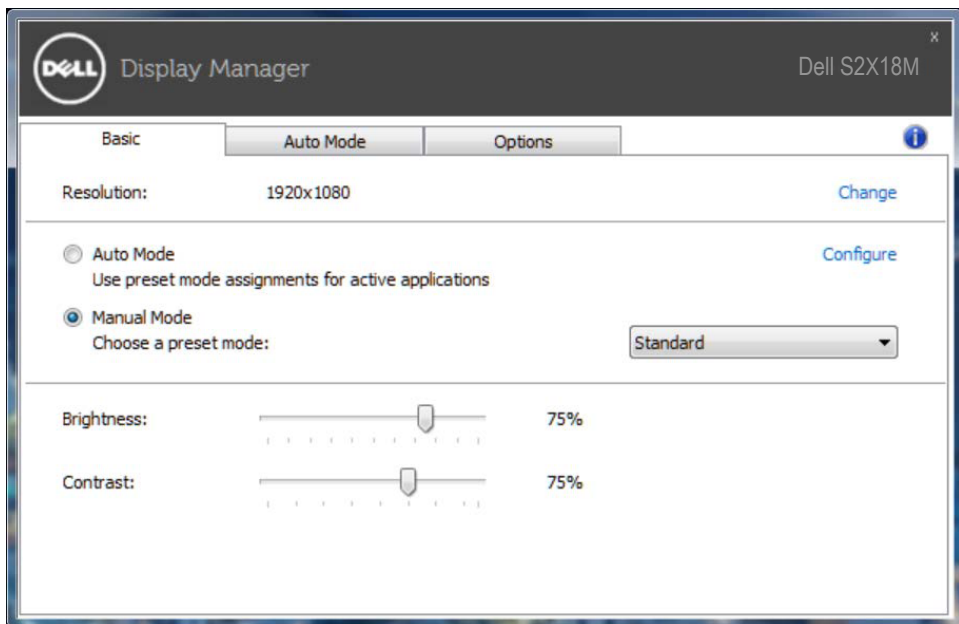 DELL Display Manager Dell S2X18M
Basic Auto Mode Options
Resolution: 1920x1080 Change
Auto Mode Configure
Use preset mode assignments for active applications
Manual Mode
Choose a preset mode: Standard
Brightness: 75%
Contrast: 75%